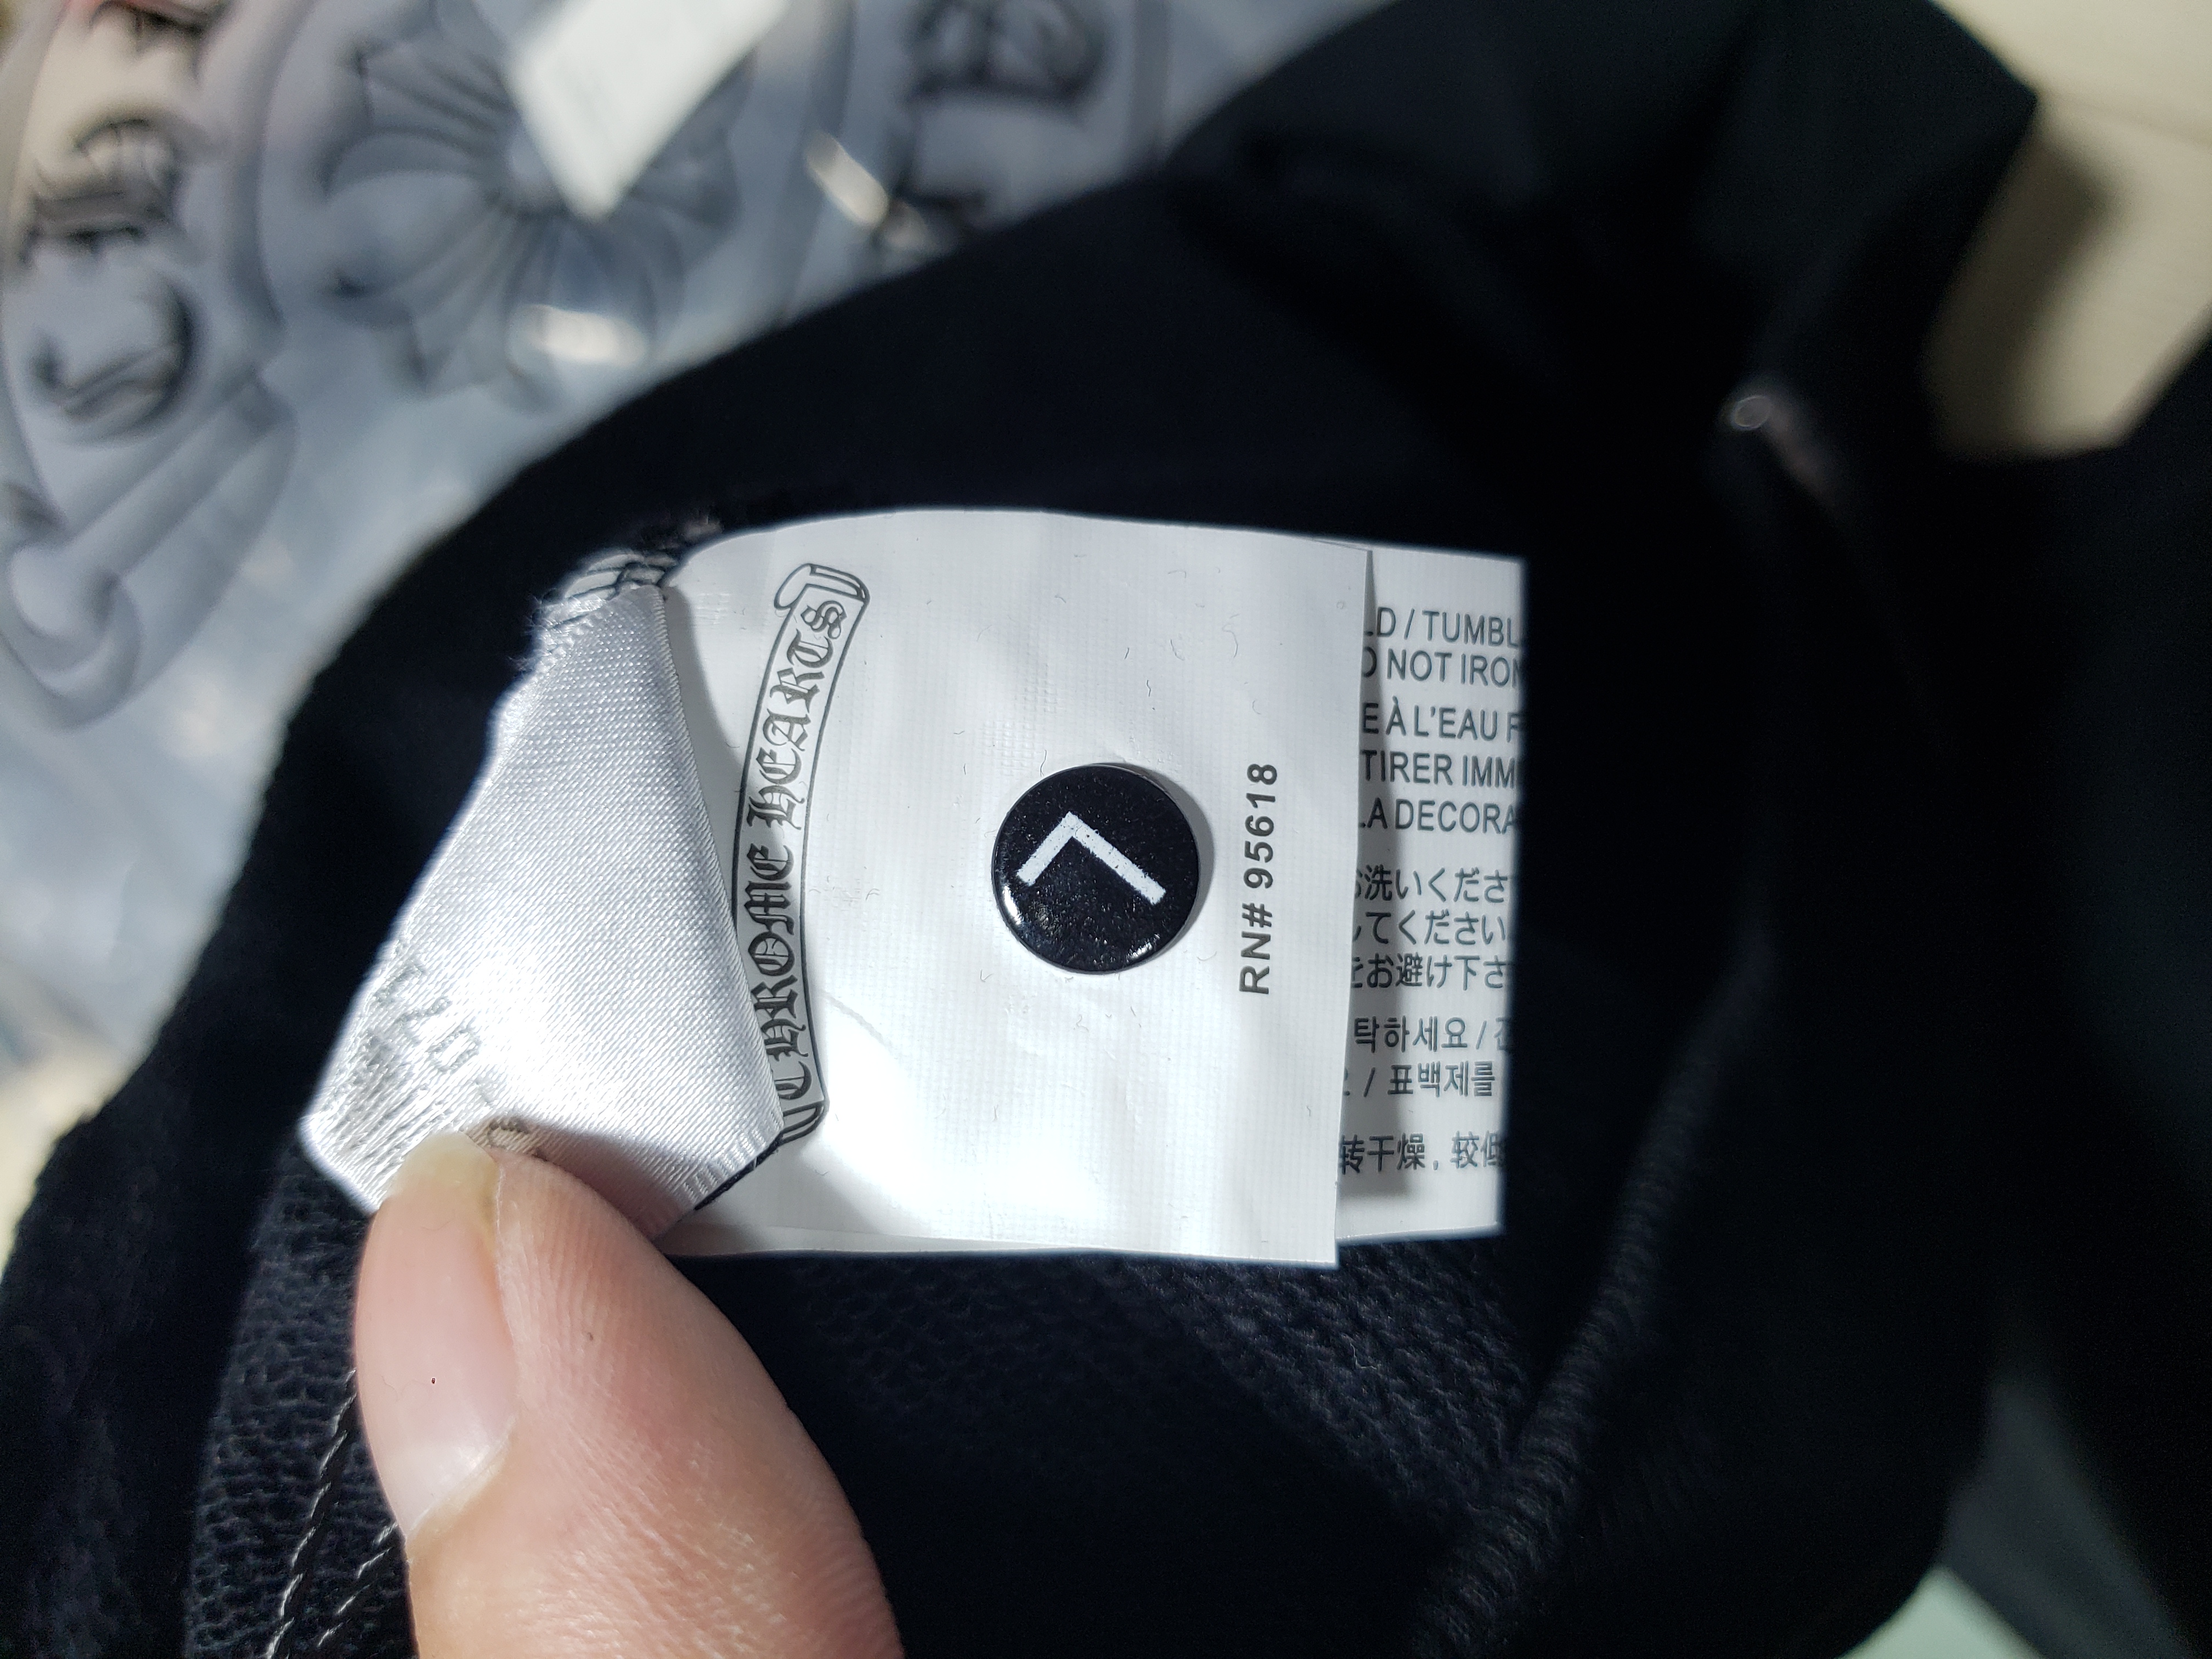 CHROME HEARTS
L
RN# 95618
LD / TUMBL
O NOT IRON
E À L'EAU F
TIRER IMM
LA DECORA
お洗いくださ
してください
をお避け下さ
탁하세요 / 건
/ 표백제를
转干燥，较低